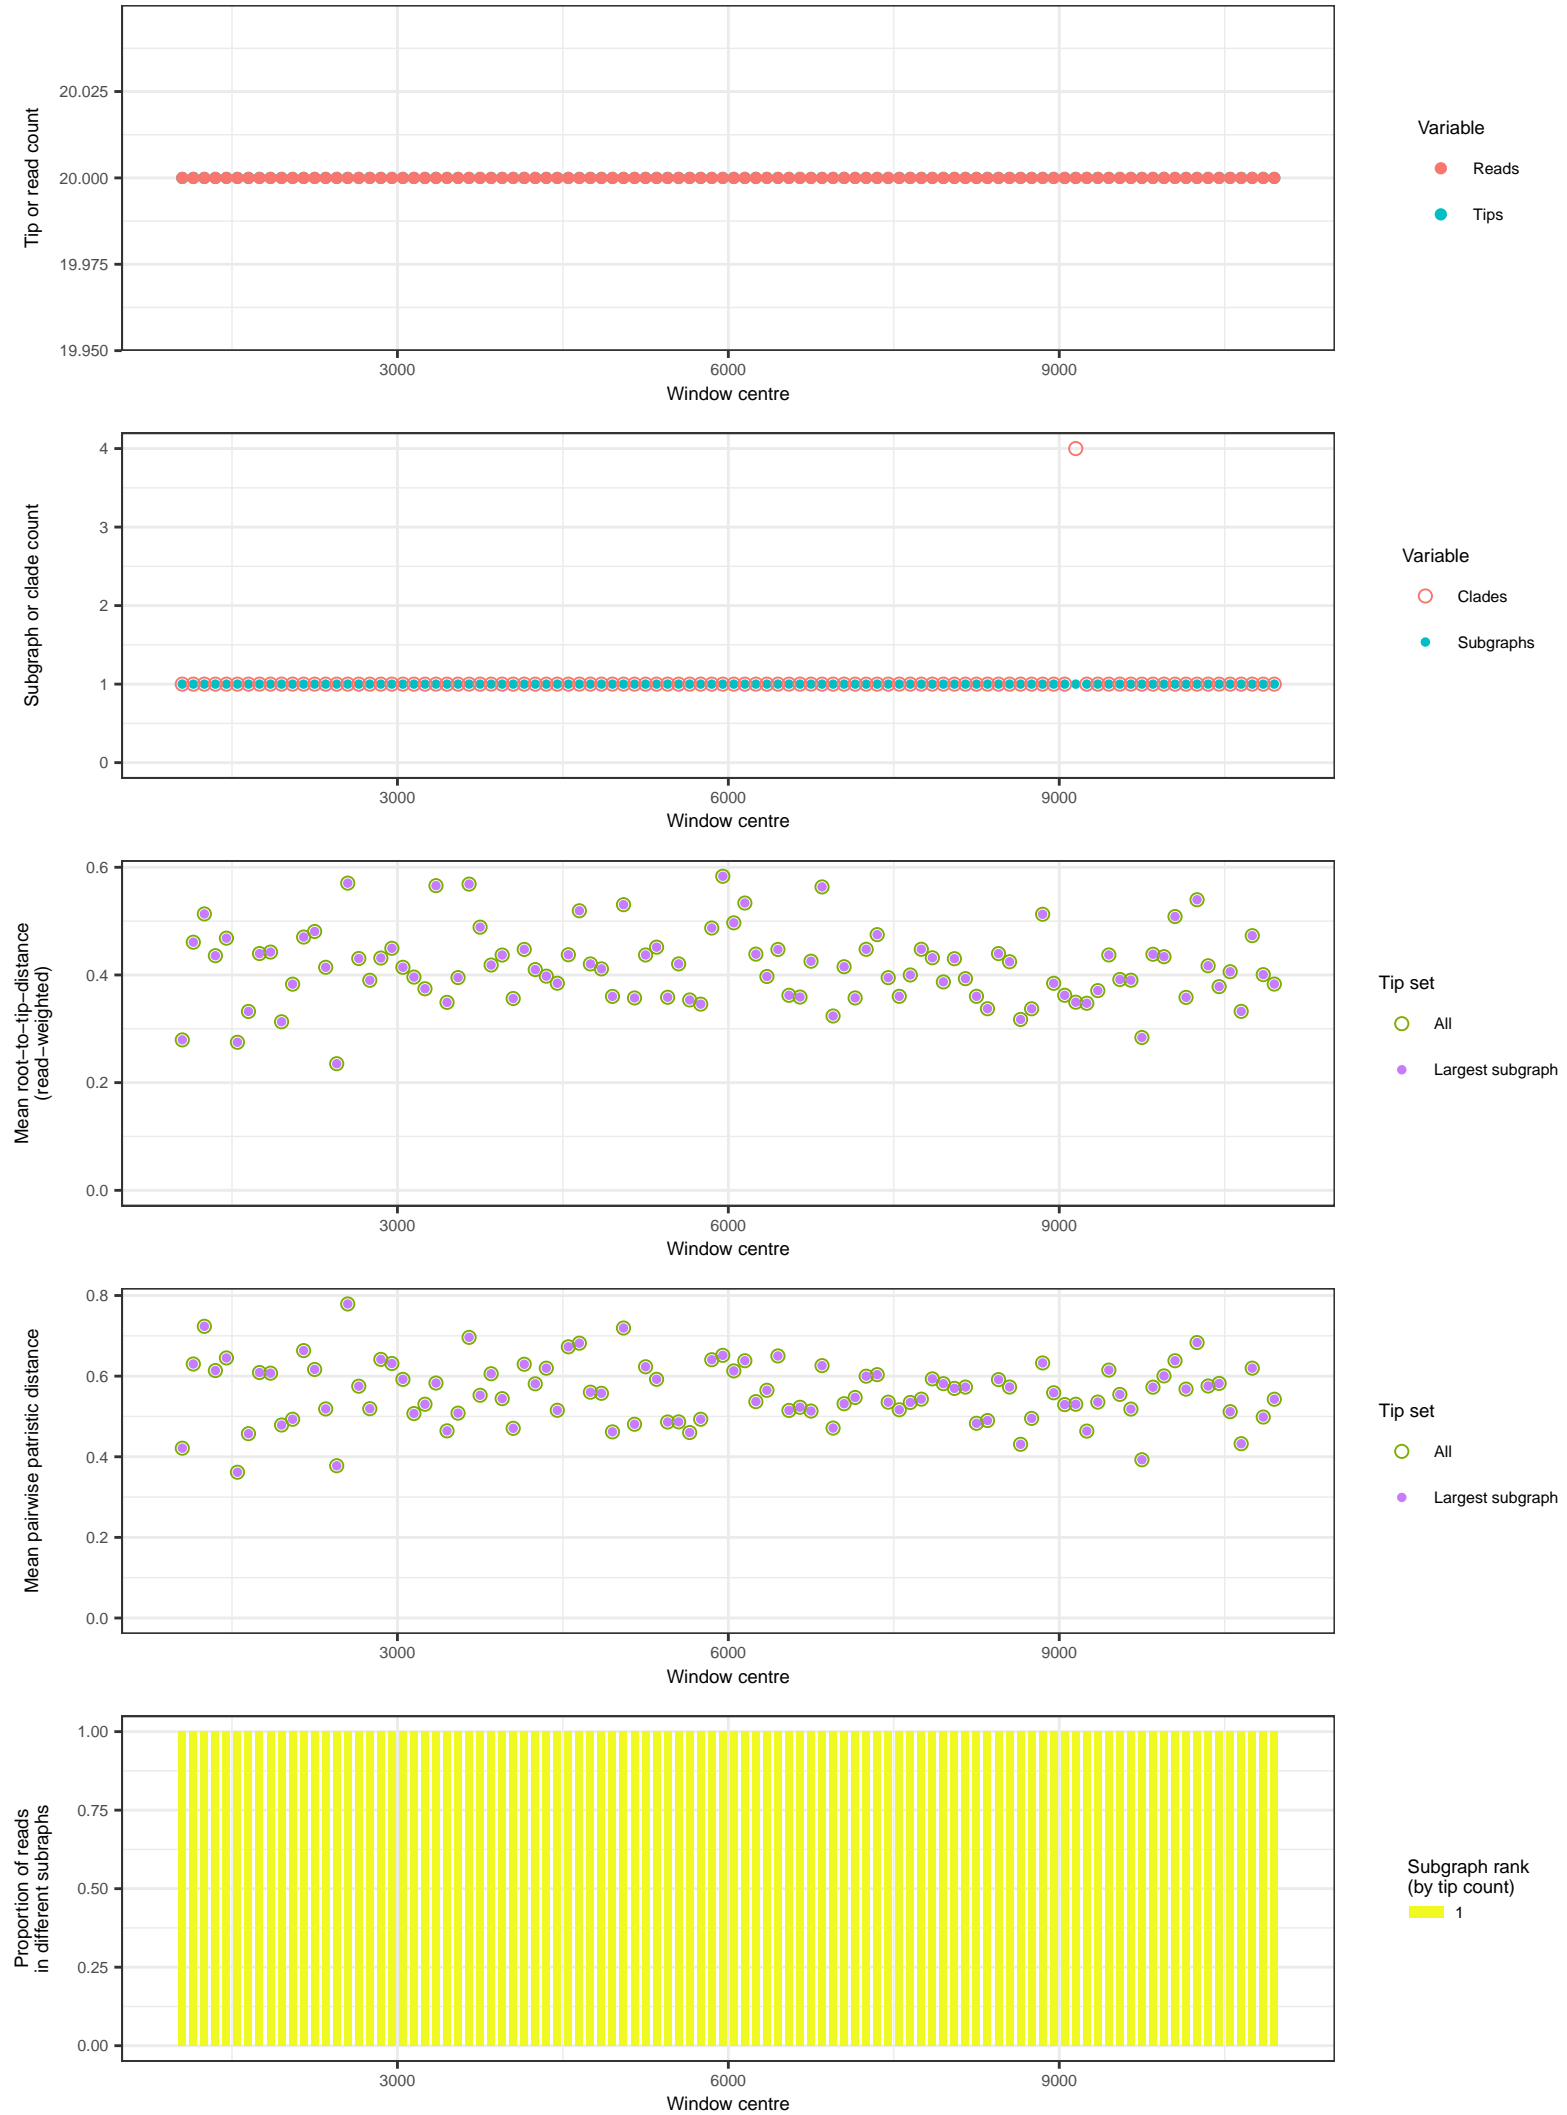 20.025
20.000
19.975
19.950
Tip or read count
3000 6000 9000
Window centre
Variable
Reads
Tips
4
3
2
1
0
Subgraph or clade count
3000 6000 9000
Window centre
Variable
Clades
Subgraphs
0.6
0.4
0.2
0.0
Mean root−to−tip−distance
(read−weighted)
3000 6000 9000
Window centre
Tip set
All
Largest subgraph
0.8
0.6
0.4
0.2
0.0
Mean pairwise patristic distance
3000 6000 9000
Window centre
Tip set
All
Largest subgraph
1.00
0.75
0.50
0.25
0.00
Proportion of reads
in different subraphs
3000 6000 9000
Window centre
Subgraph rank
(by tip count)
1